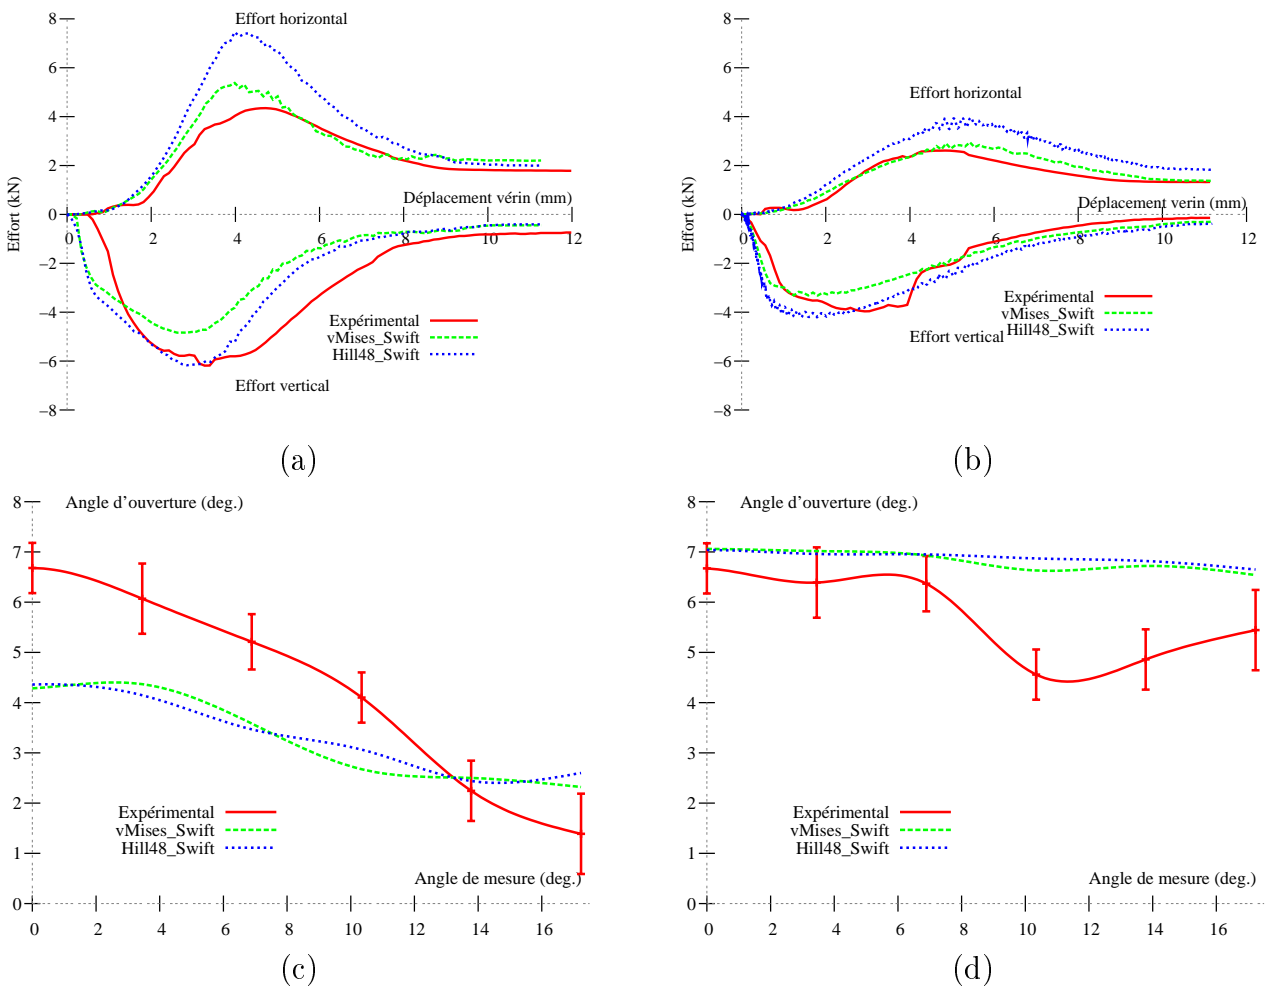 8
Effort horizontal
6
4
2
0
Déplacement vérin (mm)
0 2 4 6 8 10 12
−2
−4
−6
−8
Effort (kN)
Expérimental
vMises_Swift
Hill48_Swift
Effort vertical
(a)
8
6
Effort horizontal
4
2
0
Déplacement verin (mm)
0 2 4 6 8 10 12
−2
−4
−6
−8
Effort (kN)
Expérimental
vMises_Swift
Hill48_Swift
Effort vertical
(b)
8
Angle d’ouverture (deg.)
7
6
5
4
3
2
1
0
Expérimental
vMises_Swift
Hill48_Swift
Angle de mesure (deg.)
0 2 4 6 8 10 12 14 16
(c)
8
Angle d’ouverture (deg.)
7
6
5
4
3
2
1
0
Expérimental
vMises_Swift
Hill48_Swift
Angle de mesure (deg.)
0 2 4 6 8 10 12 14 16
(d)